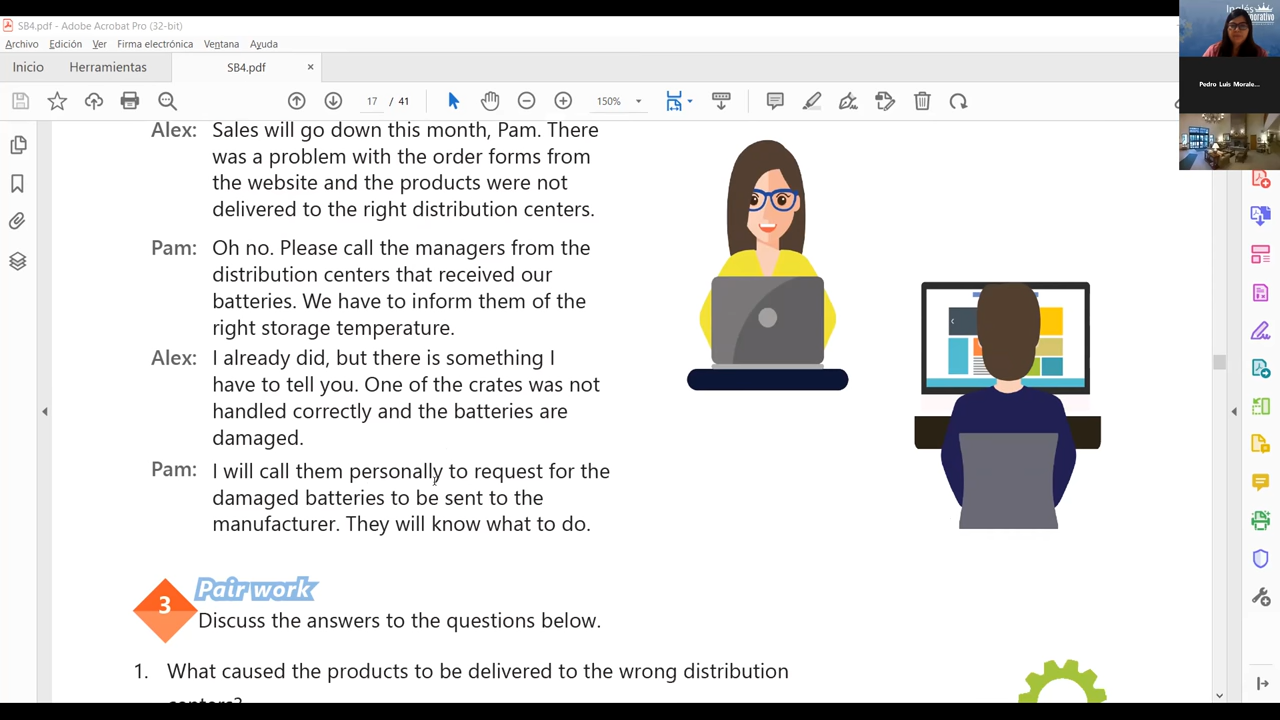 SB4.pdf - Adobe Acrobat Pro (32-bit)
Archivo Edición Ver Firma electrónica Ventana Ayuda
Inicio Herramientas SB4.pdf ×
17 / 41 150%
Inglés
Pedro Luis Morale...
Alex: Sales will go down this month, Pam. There
was a problem with the order forms from
the website and the products were not
delivered to the right distribution centers.
Pam: Oh no. Please call the managers from the
distribution centers that received our
batteries. We have to inform them of the
right storage temperature.
Alex: I already did, but there is something I
have to tell you. One of the crates was not
handled correctly and the batteries are
damaged.
Pam: I will call them personally to request for the
damaged batteries to be sent to the
manufacturer. They will know what to do.
3 Pair work
Discuss the answers to the questions below.
1. What caused the products to be delivered to the wrong distribution
centers?